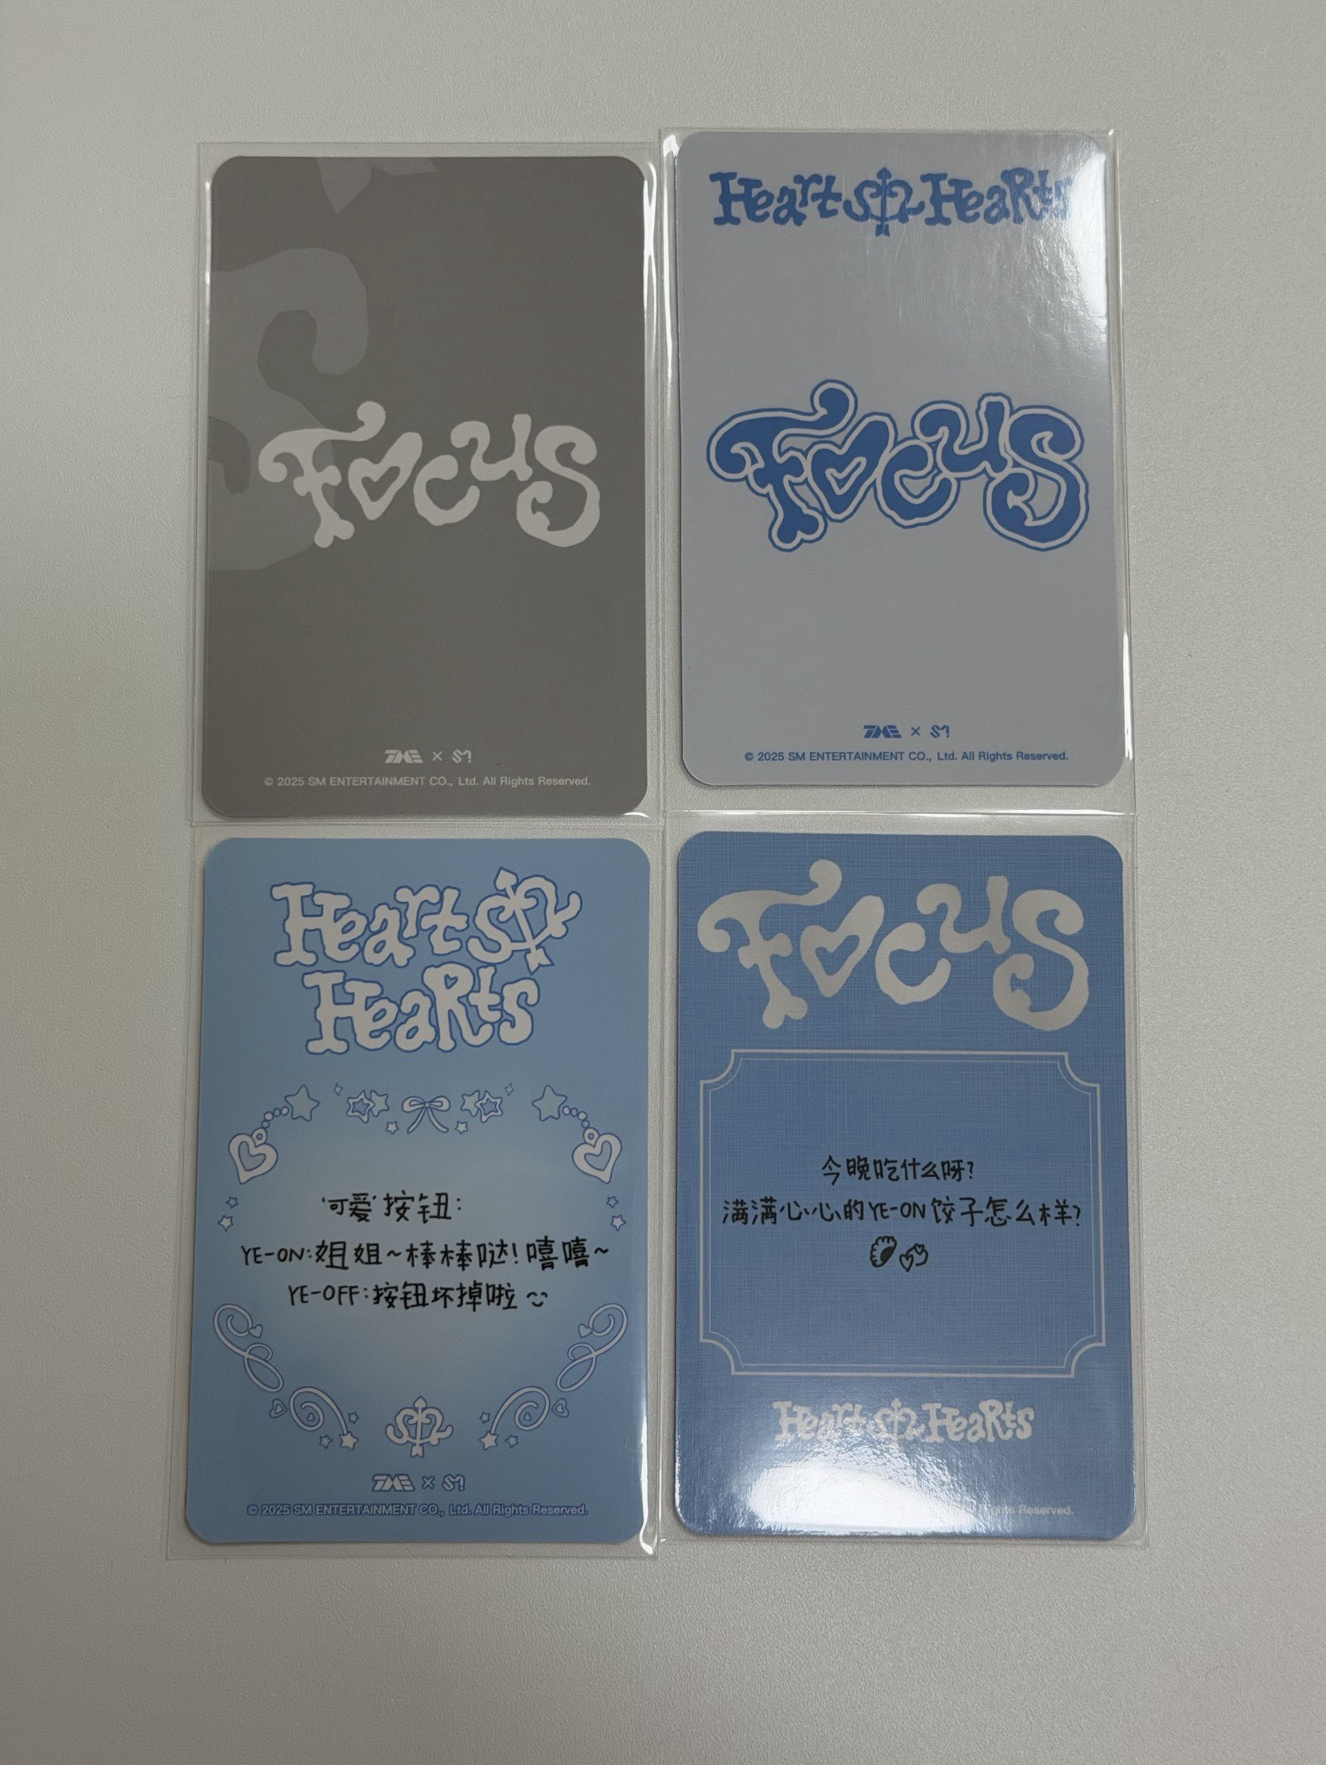 Focus
TME × SM
© 2025 SM ENTERTAINMENT CO., Ltd. All Rights Reserved.
Hearts2Hearts
Focus
TME × SM
© 2025 SM ENTERTAINMENT CO., Ltd. All Rights Reserved.
Hearts2
Hearts
'可爱'按钮:
YE-ON:姐姐~棒棒哒!嘻嘻~
YE-OFF:按钮坏掉啦
S2
TME × SM
© 2025 SM ENTERTAINMENT CO., Ltd. All Rights Reserved.
Focus
今晚吃什么呀?
满满心心的YE-ON饺子怎么样?
Hearts2Hearts
Rights Reserved.